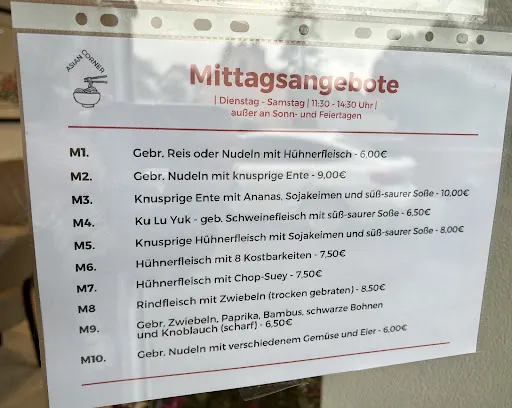 ASIAN CORNER
Mittagsangebote
| Dienstag - Samstag | 11:30 - 14:30 Uhr |
außer an Sonn- und Feiertagen
M1. Gebr. Reis oder Nudeln mit Hühnerfleisch - 6,00€
M2. Gebr. Nudeln mit knusprige Ente - 9,00€
M3. Knusprige Ente mit Ananas, Sojakeimen und süß-saurer Soße - 10,00€
M4. Ku Lu Yuk - geb. Schweinefleisch mit süß-saurer Soße - 6,50€
M5. Knusprige Hühnerfleisch mit Sojakeimen und süß-saurer Soße - 8,00€
M6. Hühnerfleisch mit 8 Kostbarkeiten - 7,50€
M7. Hühnerfleisch mit Chop-Suey - 7,50€
M8 Rindfleisch mit Zwiebeln (trocken gebraten) - 8,50€
M9. Gebr. Zwiebeln, Paprika, Bambus, schwarze Bohnen
und Knoblauch (scharf) - 6,50€
M10. Gebr. Nudeln mit verschiedenem Gemüse und Eier - 6,00€